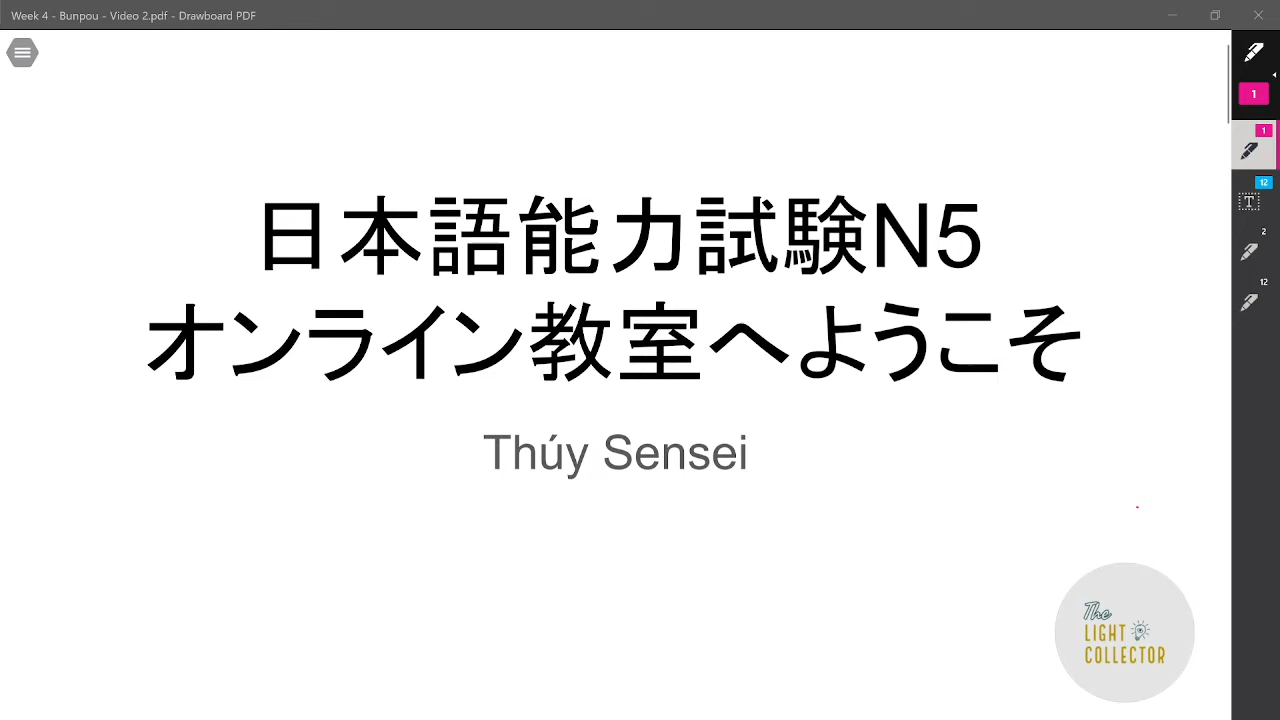 Week 4 - Bunpou - Video 2.pdf - Drawboard PDF
1
1
12
T
2
12
日本語能力試験N5
オンライン教室へようこそ
Thúy Sensei
The
LIGHT
COLLECTOR